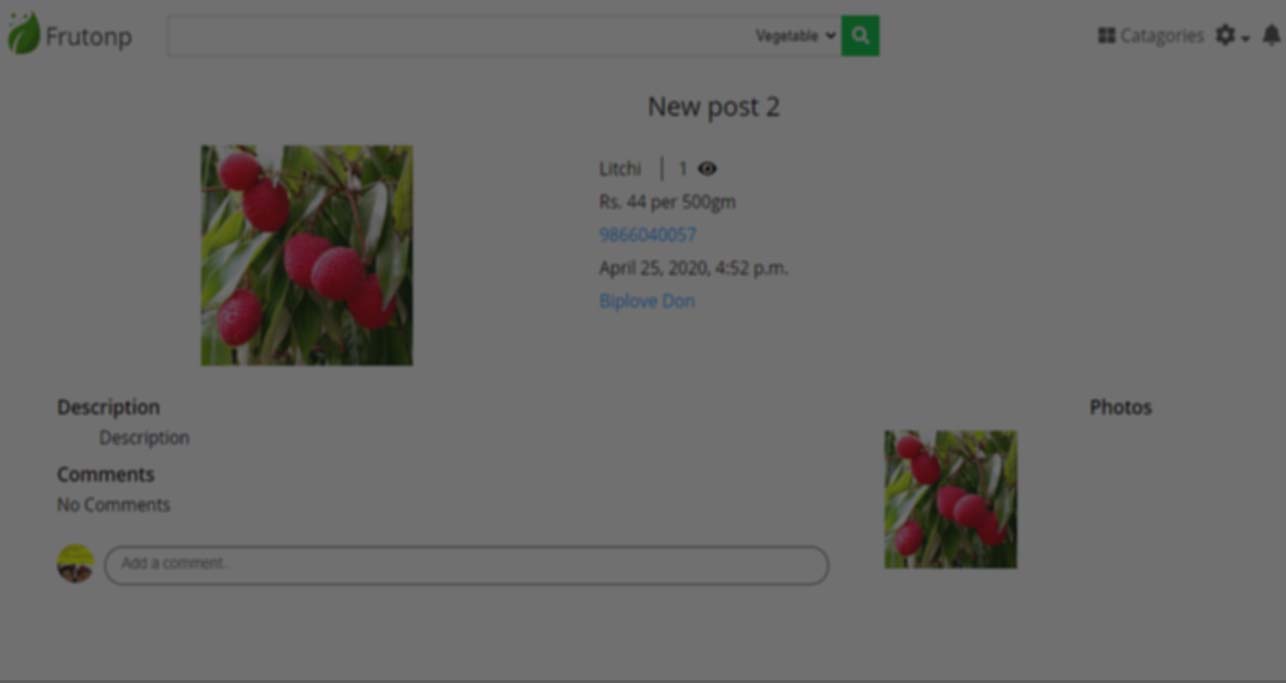 Frutonp
Vegetable
Catagories
New post 2
Litchi | 1
Rs. 44 per 500gm
9866040057
April 25, 2020, 4:52 p.m.
Biplove Don
Description
Description
Comments
No Comments
Add a comment..
Photos